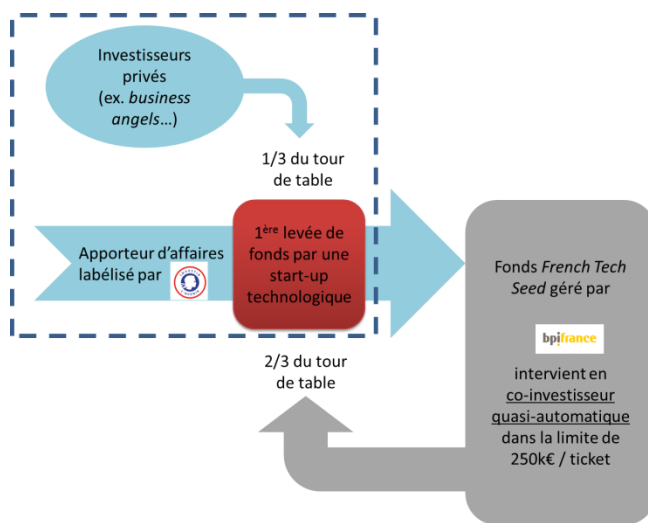 Investisseurs
privés
(ex. business
angels…)
1/3 du tour
de table
Apporteur d’affaires
labélisé par
1ère levée de
fonds par une
start-up
technologique
2/3 du tour
de table
Fonds French Tech
Seed géré par
bpifrance
intervient en
co-investisseur
quasi-automatique
dans la limite de
250k€ / ticket